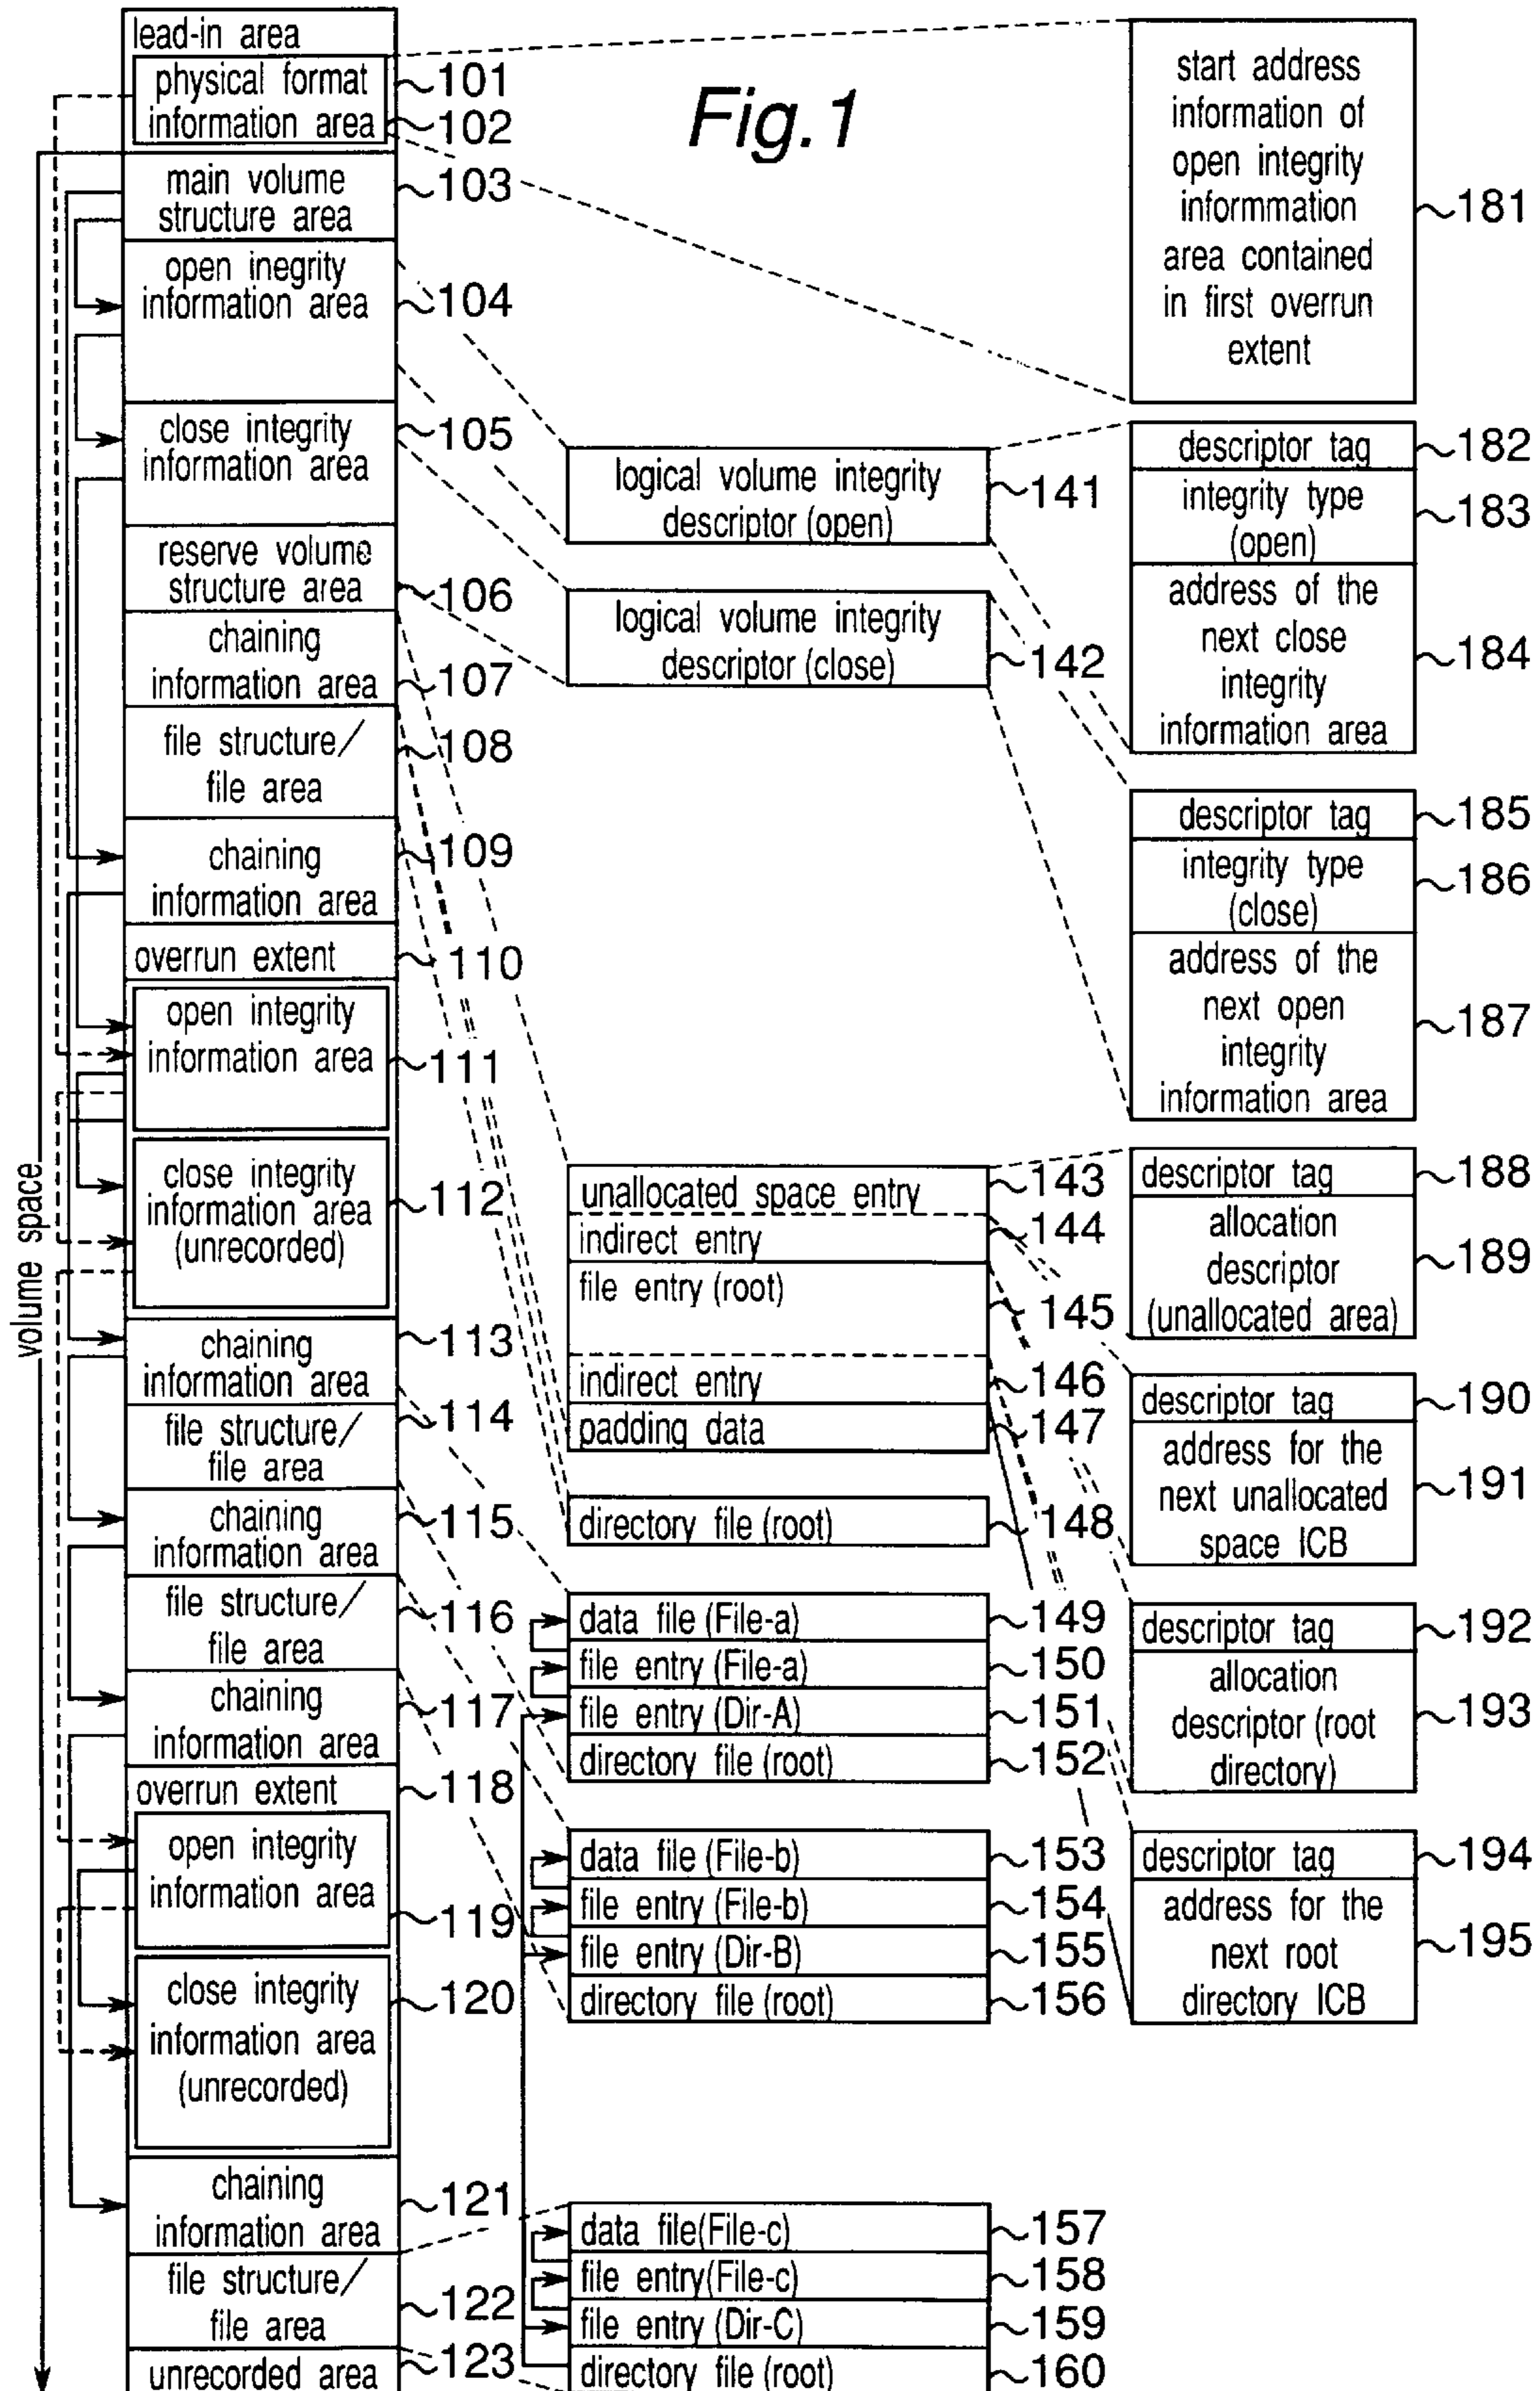 Fig.1
volume space
lead-in area
physical format
information area
101
102
main volume
structure area
103
open inegrity
information area
104
close integrity
information area
105
reserve volume
structure area
106
chaining
information area
107
file structure/
file area
108
chaining
information area
109
overrun extent
110
open integrity
information area
111
close integrity
information area
(unrecorded)
112
chaining
information area
113
file structure/
file area
114
chaining
information area
115
file structure/
file area
116
chaining
information area
117
overrun extent
118
open integrity
information area
119
close integrity
information area
(unrecorded)
120
chaining
information area
121
file structure/
file area
122
unrecorded area
123
logical volume integrity
descriptor (open)
141
logical volume integrity
descriptor (close)
142
unallocated space entry
143
indirect entry
144
file entry (root)
145
indirect entry
146
padding data
147
directory file (root)
148
data file (File-a)
149
file entry (File-a)
150
file entry (Dir-A)
151
directory file (root)
152
data file (File-b)
153
file entry (File-b)
154
file entry (Dir-B)
155
directory file (root)
156
data file(File-c)
157
file entry(File-c)
158
file entry (Dir-C)
159
directory file (root)
160
start address
information of
open integrity
informmation
area contained
in first overrun
extent
181
descriptor tag
182
integrity type
(open)
183
address of the
next close
integrity
information area
184
descriptor tag
185
integrity type
(close)
186
address of the
next open
integrity
information area
187
descriptor tag
188
allocation
descriptor
(unallocated area)
189
descriptor tag
190
address for the
next unallocated
space ICB
191
descriptor tag
192
allocation
descriptor (root
directory)
193
descriptor tag
194
address for the
next root
directory ICB
195